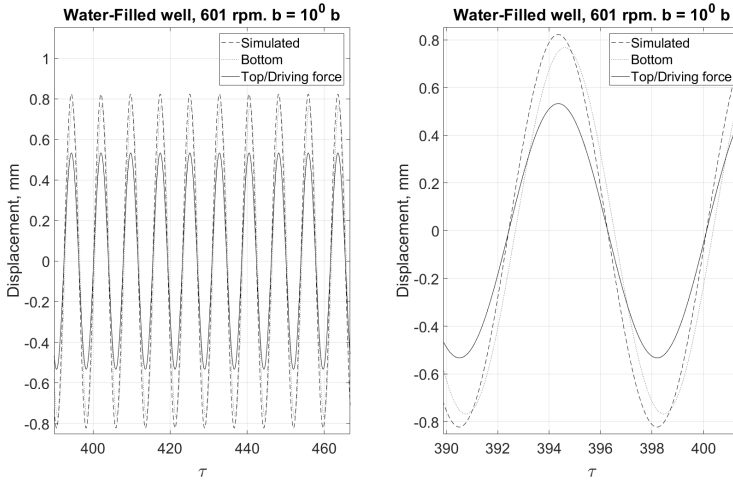 Water-Filled well, 601 rpm. b = 10⁰ b
Simulated
Bottom
Top/Driving force
1
0.8
0.6
0.4
0.2
0
-0.2
-0.4
-0.6
-0.8
Displacement, mm
400
420
440
460
τ
Water-Filled well, 601 rpm. b = 10⁰ b
Simulated
Bottom
Top/Driving force
0.8
0.6
0.4
0.2
0
-0.2
-0.4
-0.6
-0.8
Displacement, mm
390
392
394
396
398
400
τ